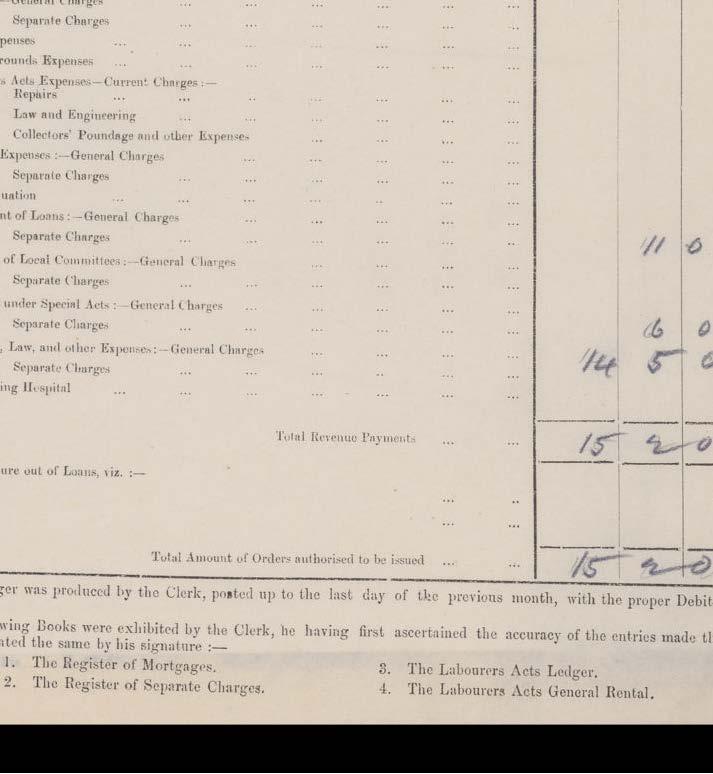 —General Charges ... ... ... ... ... ...
Separate Charges ... ... ... ... ... ...
penses ... ... ... ... ... ... ...
rounds Expenses ... ... ... ... ... ... ...
s Acts Expenses—Current Charges :—
Repairs ... ... .. ... ... ... ...
Law and Engineering ... ... ... ... ... ...
Collectors' Poundage and other Expenses ... ... ... ...
Expenses :—General Charges ... ... ... ... ...
Separate Charges ... ... ... ... ... ...
uation ... ... ... ... .. ... ...
nt of Loans :—General Charges ... ... ... ... ...
Separate Charges ... ... ... ... ... .. 11 0
of Local Committees :—General Charges ... ... ... ...
Separate Charges ... ... ... ... ... ...
under Special Acts :—General Charges ... ... ... ... ...
Separate Charges ... ... ... ... ... ... 6 0
, Law, and other Expenses :—General Charges ... ... ... ...
Separate Charges ... ... ... ... ... ... 14 5 0
ing Hospital ... ... ... ... ... ... ...
Total Revenue Payments ... ... 15 2 0
ure out of Loans, viz. :—
... ..
... ...
Total Amount of Orders authorised to be issued ... ... 15 2 0
ger was produced by the Clerk, posted up to the last day of the previous month, with the proper Debit
wing Books were exhibited by the Clerk, he having first ascertained the accuracy of the entries made th
ated the same by his signature :—
1. The Register of Mortgages.
2. The Register of Separate Charges.
3. The Labourers Acts Ledger.
4. The Labourers Acts General Rental.